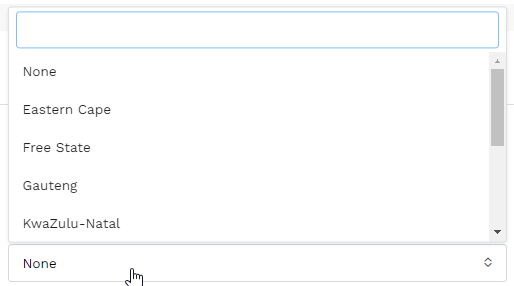 None
Eastern Cape
Free State
Gauteng
KwaZulu-Natal
None